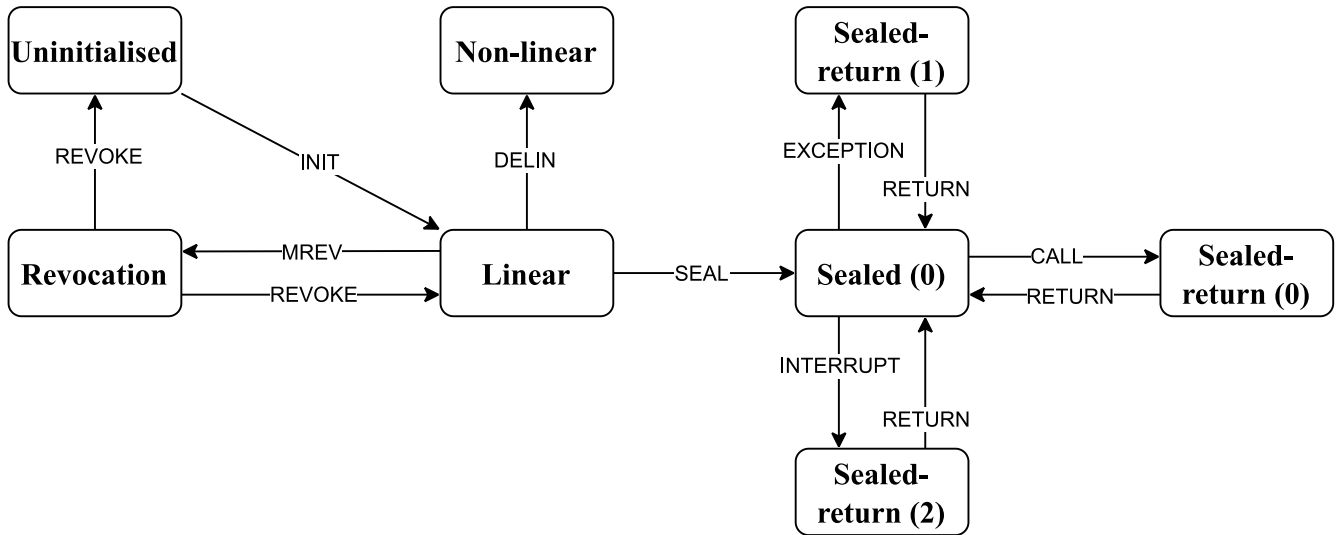 Uninitialised
Non-linear
Sealed-
return (1)
REVOKE
INIT
DELIN
EXCEPTION
RETURN
Revocation
MREV
REVOKE
Linear
SEAL
Sealed (0)
CALL
RETURN
Sealed-
return (0)
INTERRUPT
RETURN
Sealed-
return (2)